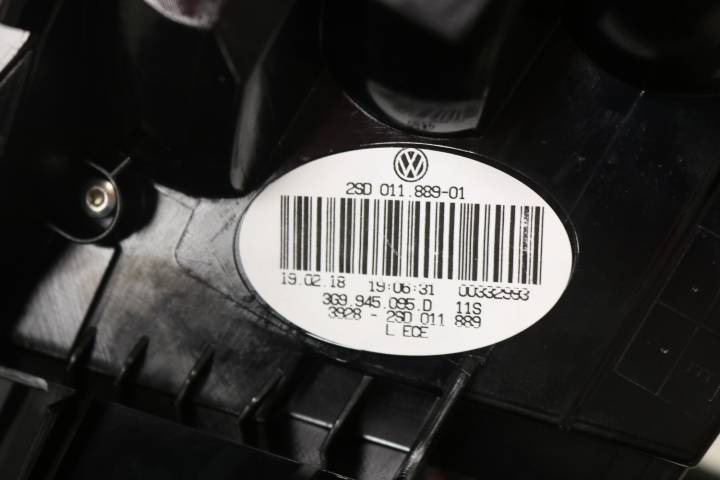 2SD 011.889-01
19.02.18 19:06:31 00332993
3G9.945.095.D 11S
3928 - 2SD 011 889
L ECE